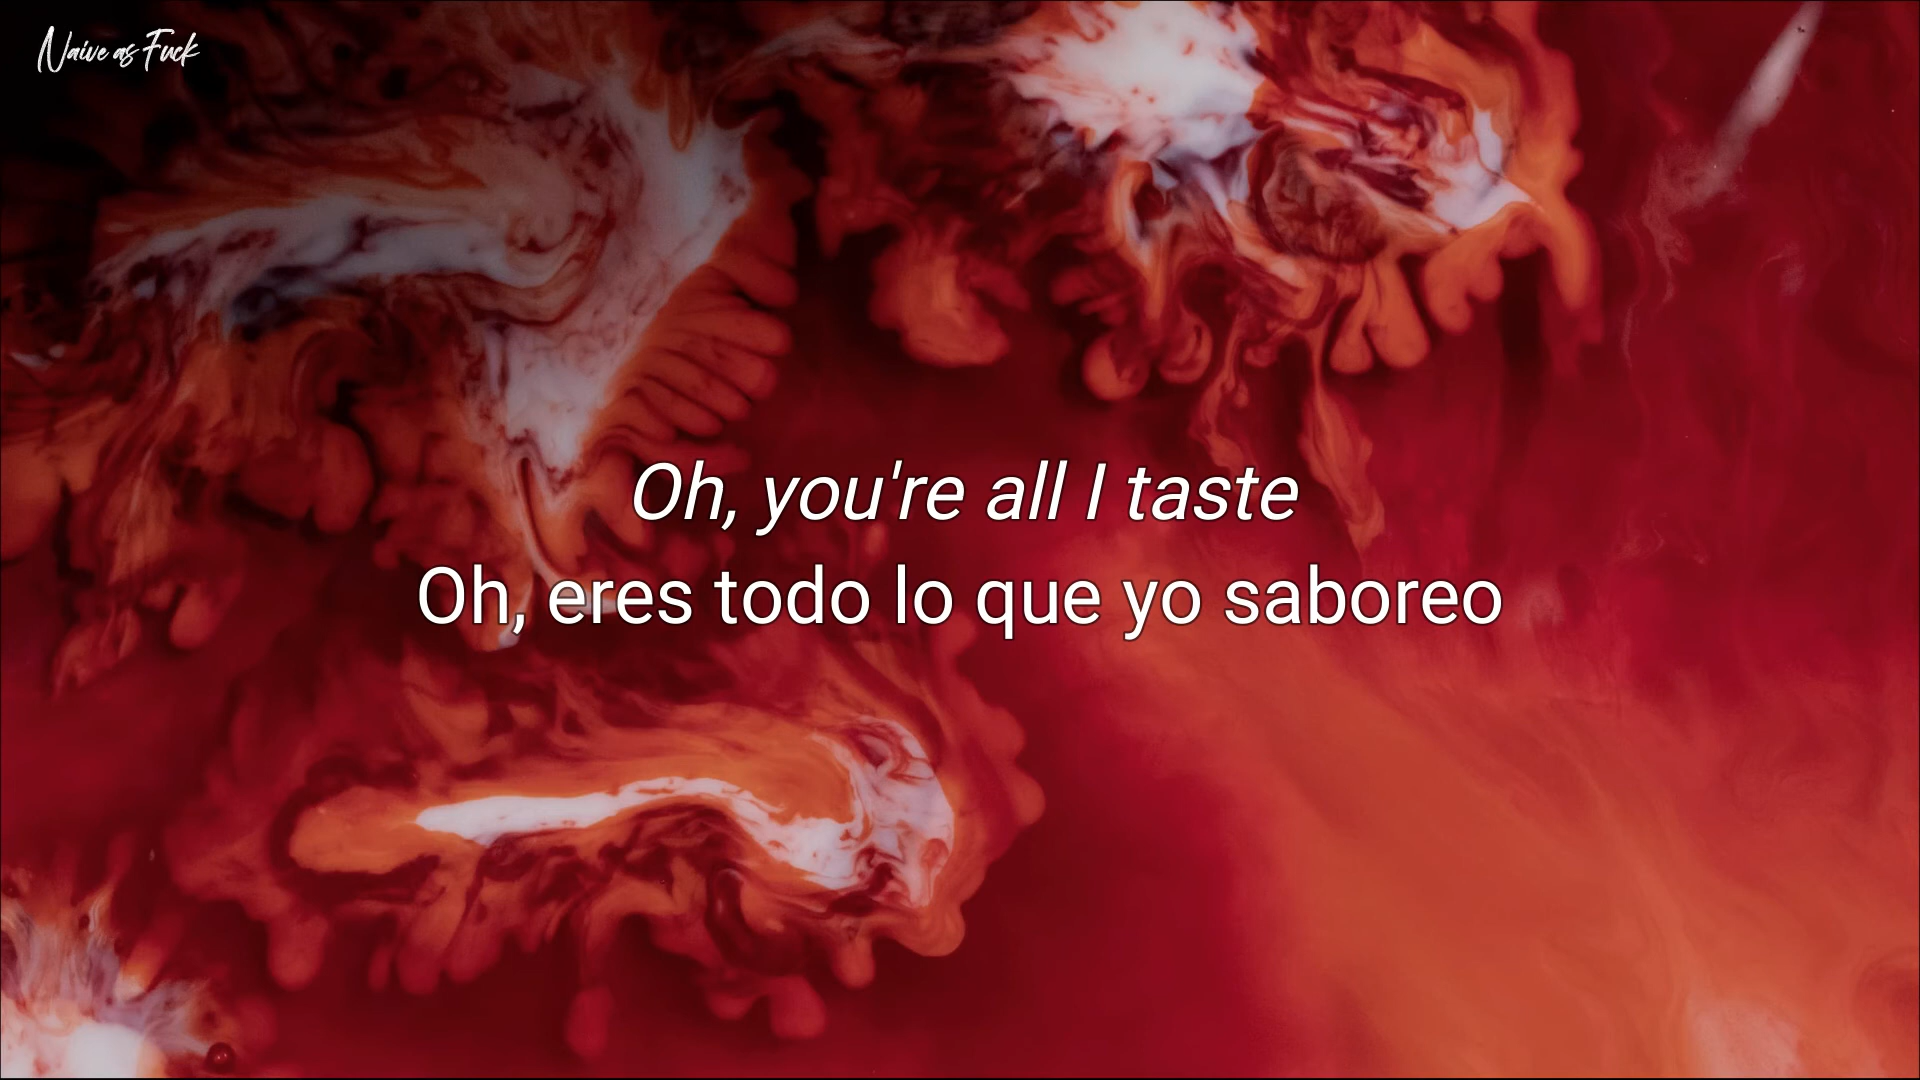 Naive as Fuck
Oh, you're all I taste
Oh, eres todo lo que yo saboreo